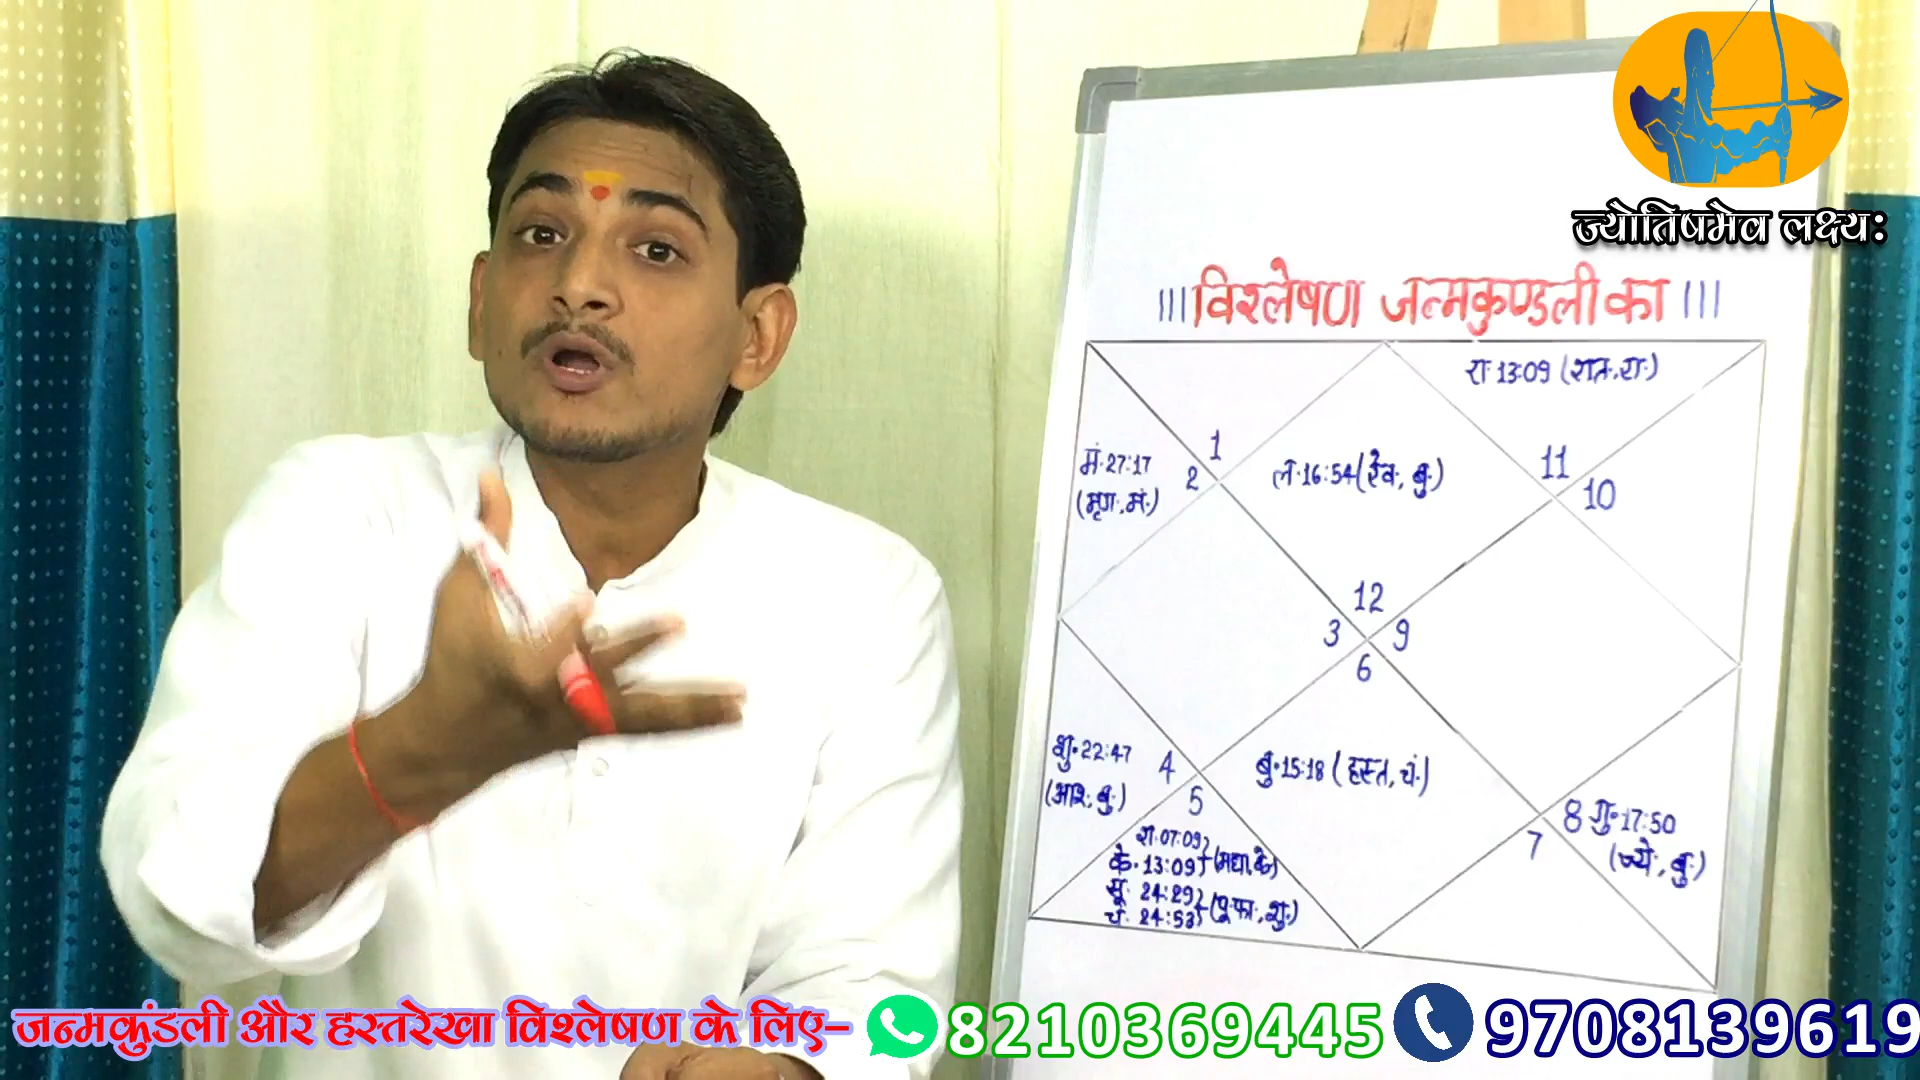 ज्योतिषमेव लक्ष्य:
।।।विश्लेषण जन्मकुण्डली का ।।।
रा॰ 13:09 (शत॰, रा॰)
1
11
मं॰ 27:17
2
ल॰ 16:54 (रेव॰, बु॰)
10
(मृग॰, मं॰)
12
3
9
6
शु॰ 22:47
4
बु॰ 15:18 (हस्त, चं॰)
(आश्ले॰, बु॰)
5
8 गु॰ 17:50
श॰ 07:09
7
(ज्ये॰, बु॰)
के॰ 13:09 (मघा, के॰)
सू॰ 24:29
चं॰ 24:53 (पू॰फा॰, शु॰)
जन्मकुंडली और हस्तरेखा विश्लेषण के लिए- 8210369445 9708139619